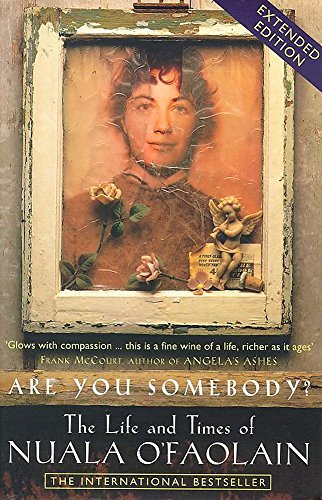 EXTENDED
EDITION
'Glows with compassion ... this is a fine wine of a life, richer as it ages'
FRANK MCCOURT, AUTHOR OF ANGELA'S ASHES
ARE YOU SOMEBODY?
The Life and Times of
NUALA O'FAOLAIN
THE INTERNATIONAL BESTSELLER